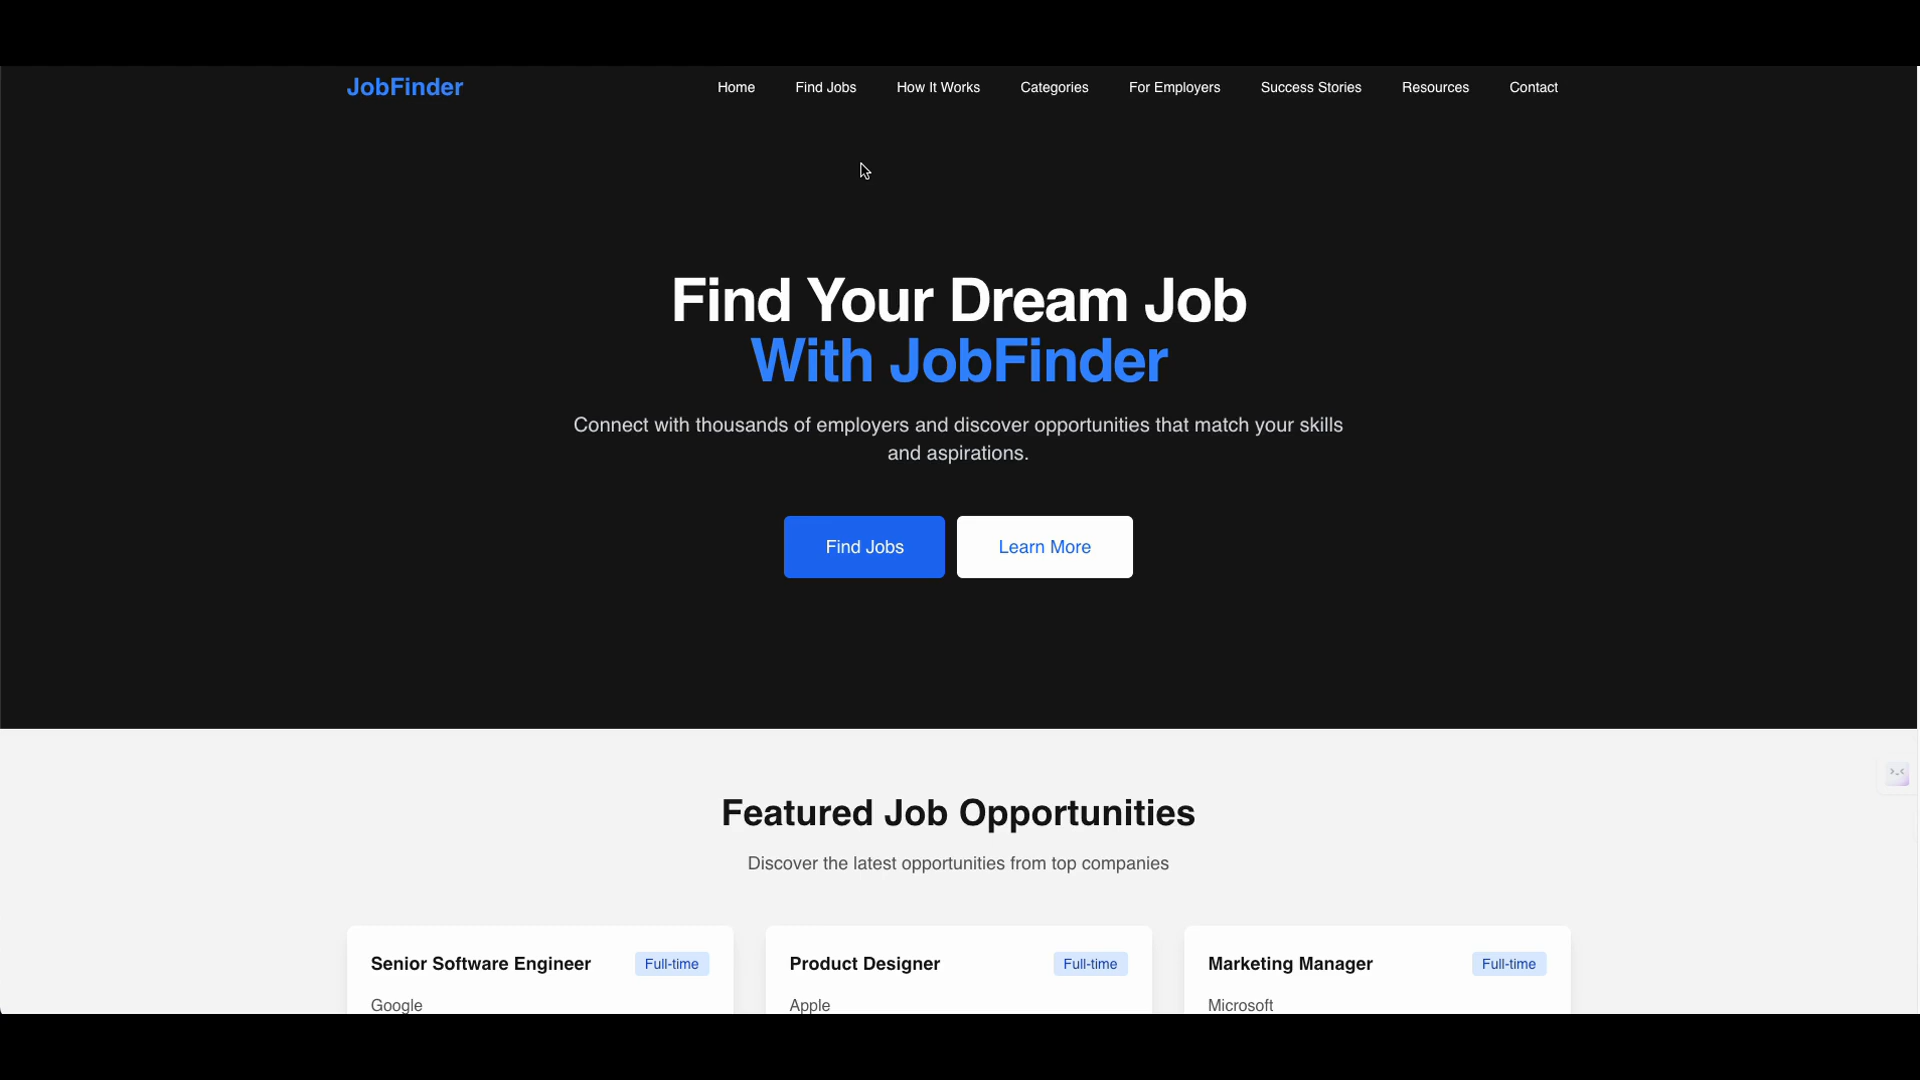 JobFinder
Home Find Jobs How It Works Categories For Employers Success Stories Resources Contact
Find Your Dream Job
With JobFinder
Connect with thousands of employers and discover opportunities that match your skills
and aspirations.
Find Jobs Learn More
Featured Job Opportunities
Discover the latest opportunities from top companies
Senior Software Engineer Full-time
Google
Product Designer Full-time
Apple
Marketing Manager Full-time
Microsoft